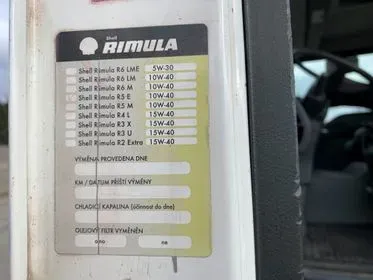 Shell
RIMULA
Shell Rimula R6 LME 5W-30
Shell Rimula R6 LM 10W-40
Shell Rimula R6 M 10W-40
Shell Rimula R5 E 10W-40
Shell Rimula R5 M 10W-40
Shell Rimula R4 L 15W-40
Shell Rimula R3 X 15W-40
Shell Rimula R3 U 15W-40
Shell Rimula R2 Extra 15W-40
VÝMĚNA PROVEDENA DNE
KM / DATUM PŘÍŠTÍ VÝMĚNY
CHLADÍCÍ KAPALINA (účinnost do dne)
OLEJOVÝ FILTR VYMĚNĚN
ano ne